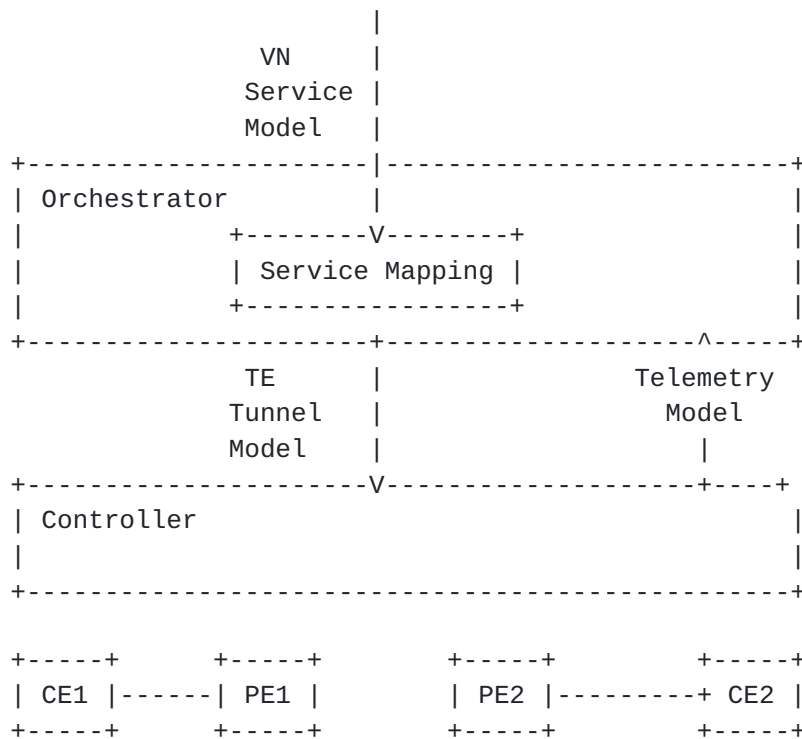 VN
Service
Model
Orchestrator
Service Mapping
TE Telemetry
Tunnel Model
Model
Controller
CE1 PE1 PE2 CE2